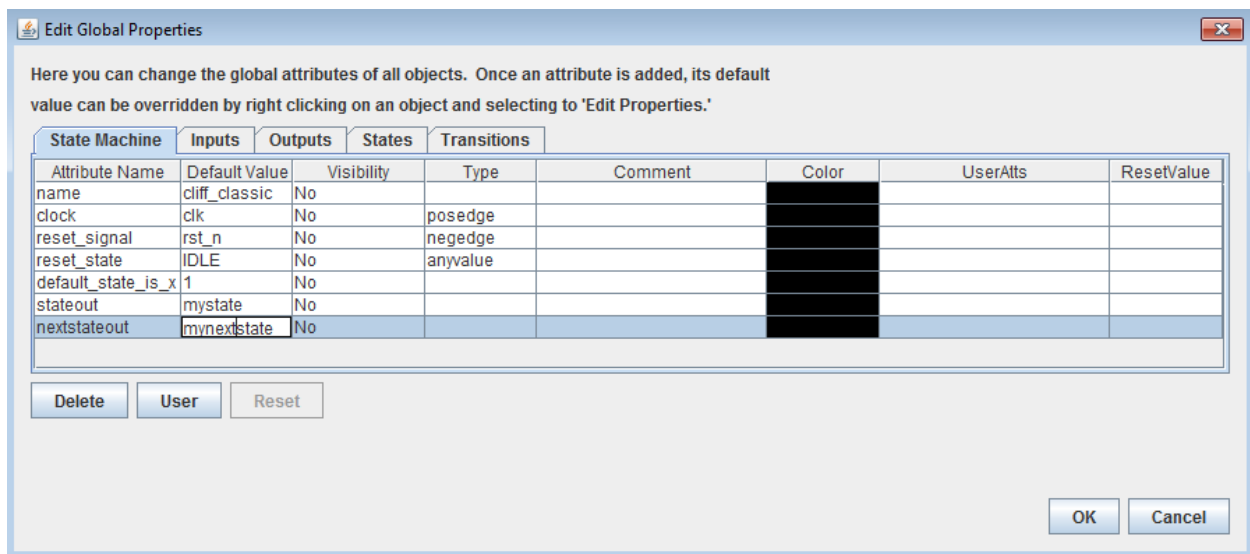 Edit Global Properties
Here you can change the global attributes of all objects. Once an attribute is added, its default
value can be overridden by right clicking on an object and selecting to 'Edit Properties.'
State Machine Inputs Outputs States Transitions
Attribute Name Default Value Visibility Type Comment Color UserAtts ResetValue
name cliff_classic No
clock clk No posedge
reset_signal rst_n No negedge
reset_state IDLE No anyvalue
default_state_is_x 1 No
stateout mystate No
nextstateout mynextstate No
Delete User Reset
OK Cancel